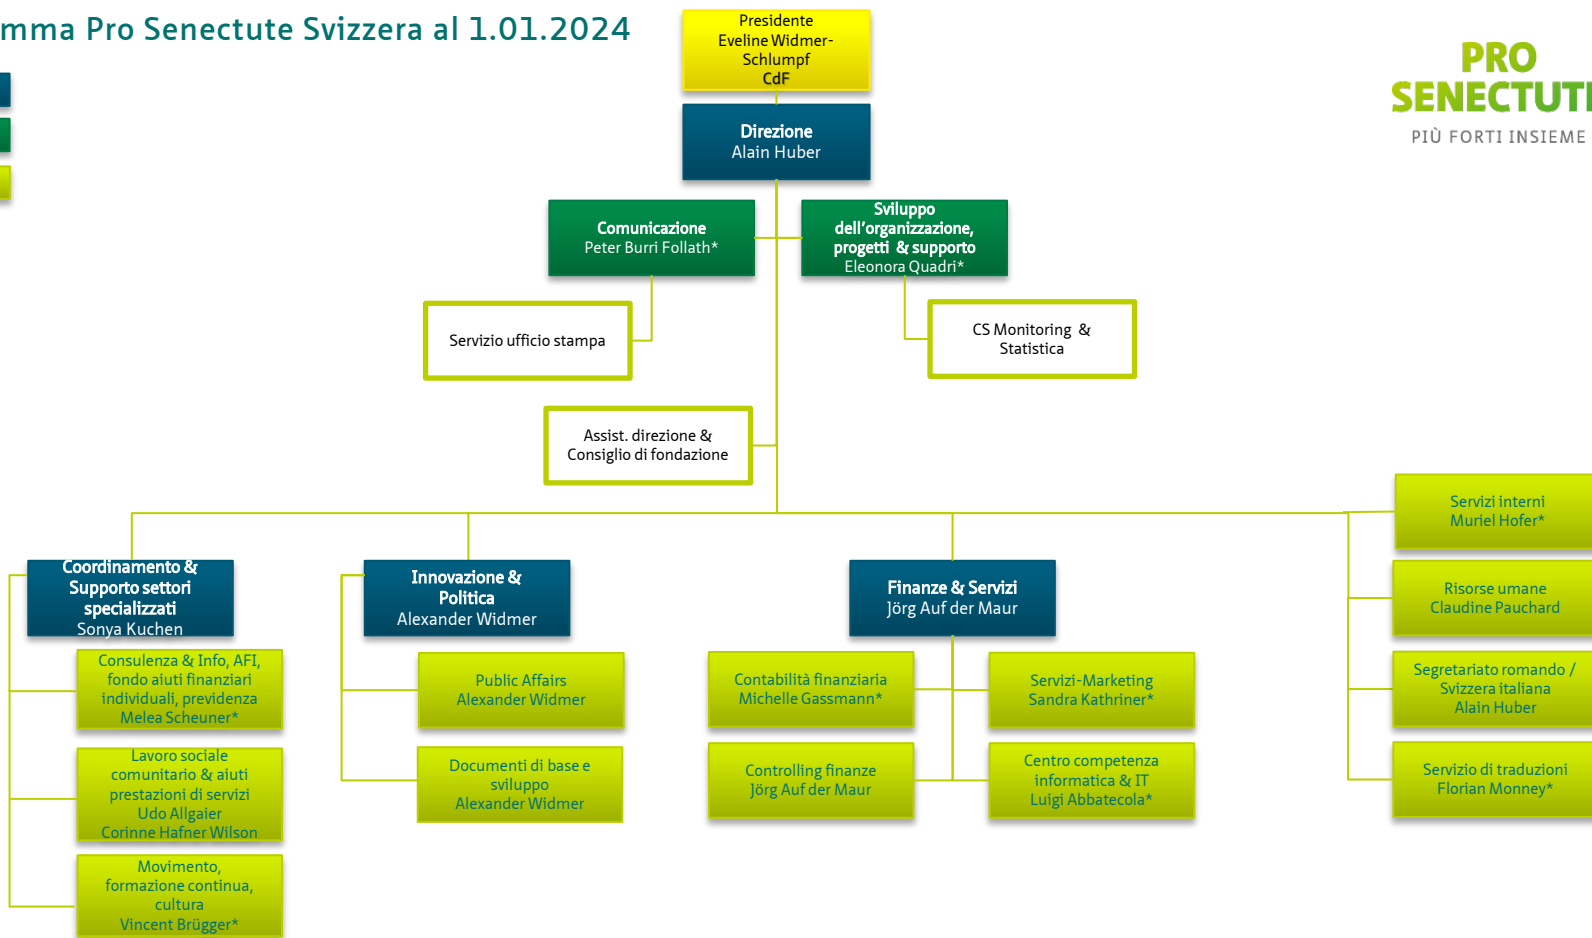 mma Pro Senectute Svizzera al 1.01.2024
Presidente
Eveline Widmer-
Schlumpf
CdF
PRO
SENECTUTE
PIÙ FORTI INSIEME
Direzione
Alain Huber
Comunicazione
Peter Burri Follath*
Sviluppo
dell'organizzazione,
progetti & supporto
Eleonora Quadri*
Servizio ufficio stampa
CS Monitoring &
Statistica
Assist. direzione &
Consiglio di fondazione
Coordinamento &
Supporto settori
specializzati
Sonya Kuchen
Consulenza & Info, AFI,
fondo aiuti finanziari
individuali, previdenza
Melea Scheuner*
Lavoro sociale
comunitario & aiuti
prestazioni di servizi
Udo Allgaier
Corinne Hafner Wilson
Movimento,
formazione continua,
cultura
Vincent Brügger*
Innovazione &
Politica
Alexander Widmer
Public Affairs
Alexander Widmer
Documenti di base e
sviluppo
Alexander Widmer
Finanze & Servizi
Jörg Auf der Maur
Contabilità finanziaria
Michelle Gassmann*
Servizi-Marketing
Sandra Kathriner*
Controlling finanze
Jörg Auf der Maur
Centro competenza
informatica & IT
Luigi Abbatecola*
Servizi interni
Muriel Hofer*
Risorse umane
Claudine Pauchard
Segretariato romando /
Svizzera italiana
Alain Huber
Servizio di traduzioni
Florian Monney*